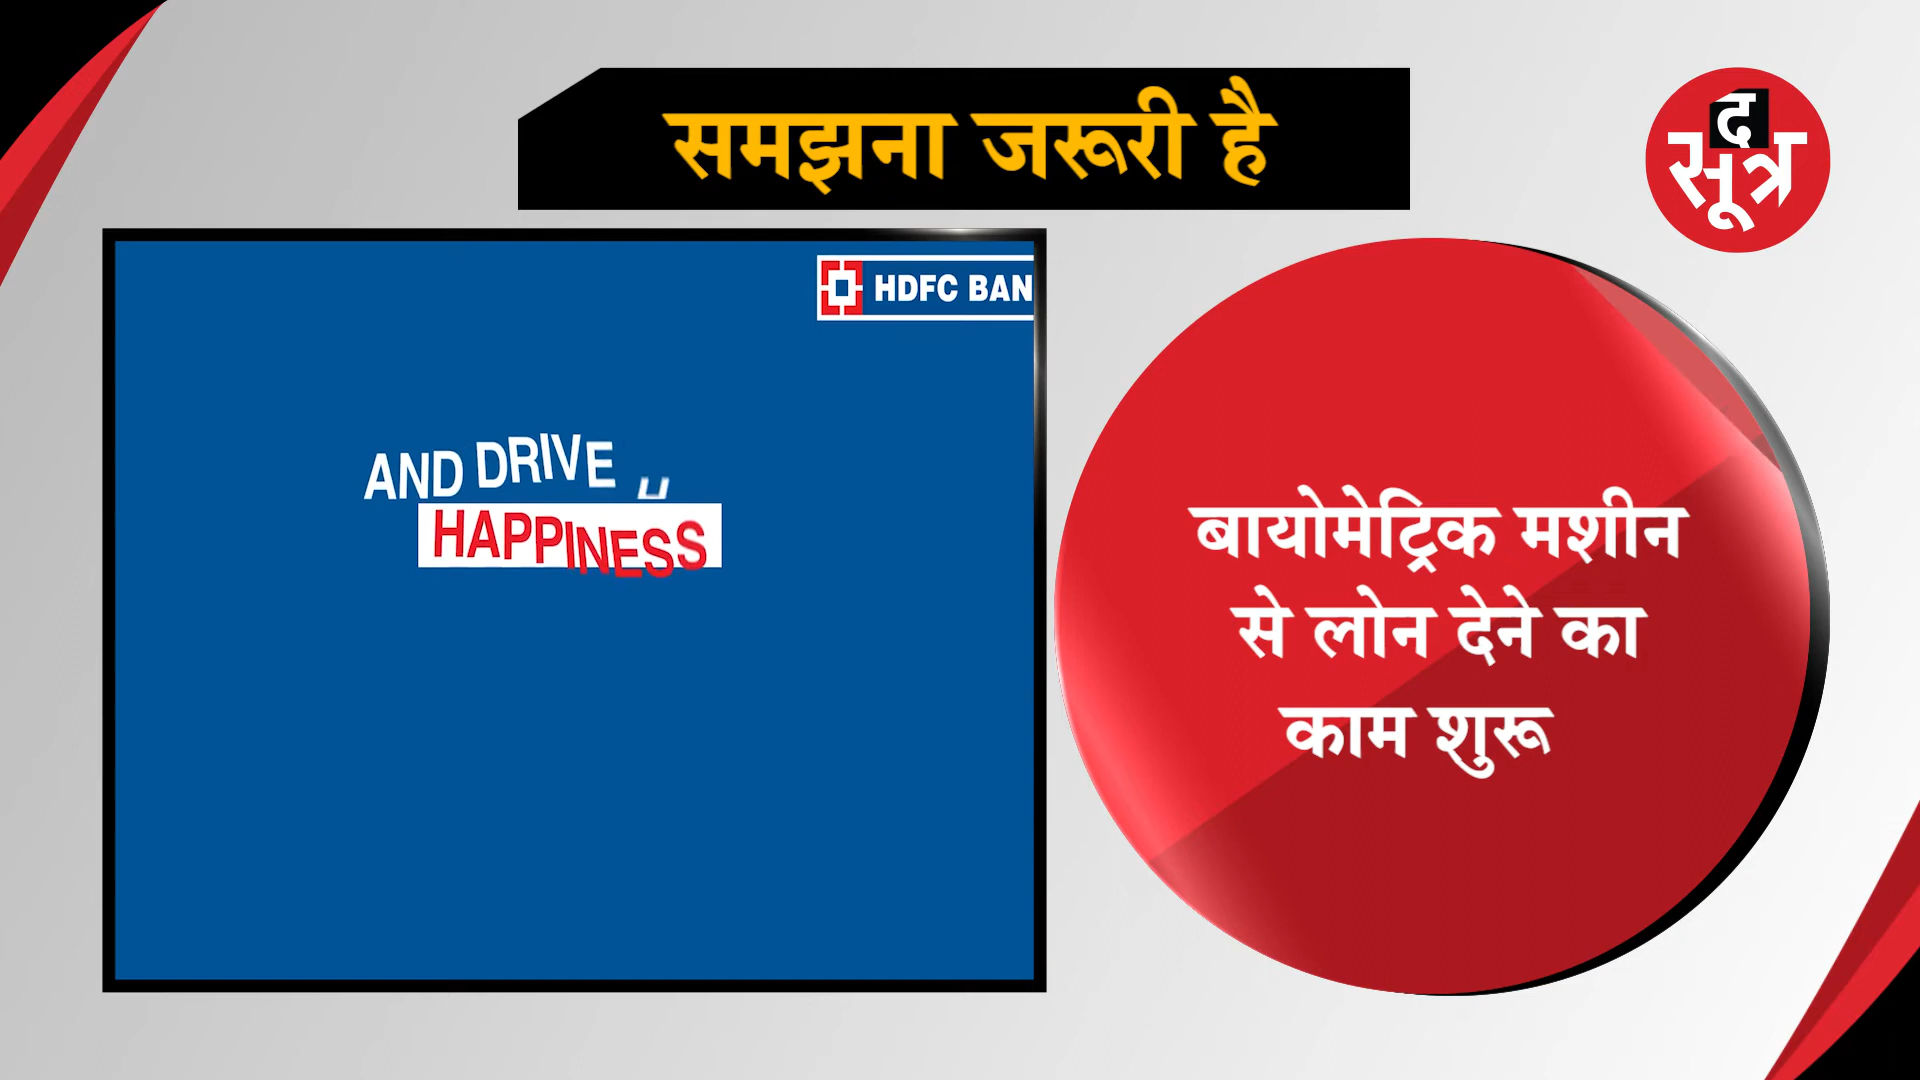 समझना जरूरी है
द
सूत्र
HDFC BAN
AND DRIVE
HAPPINESS
बायोमेट्रिक मशीन
से लोन देने का
काम शुरू